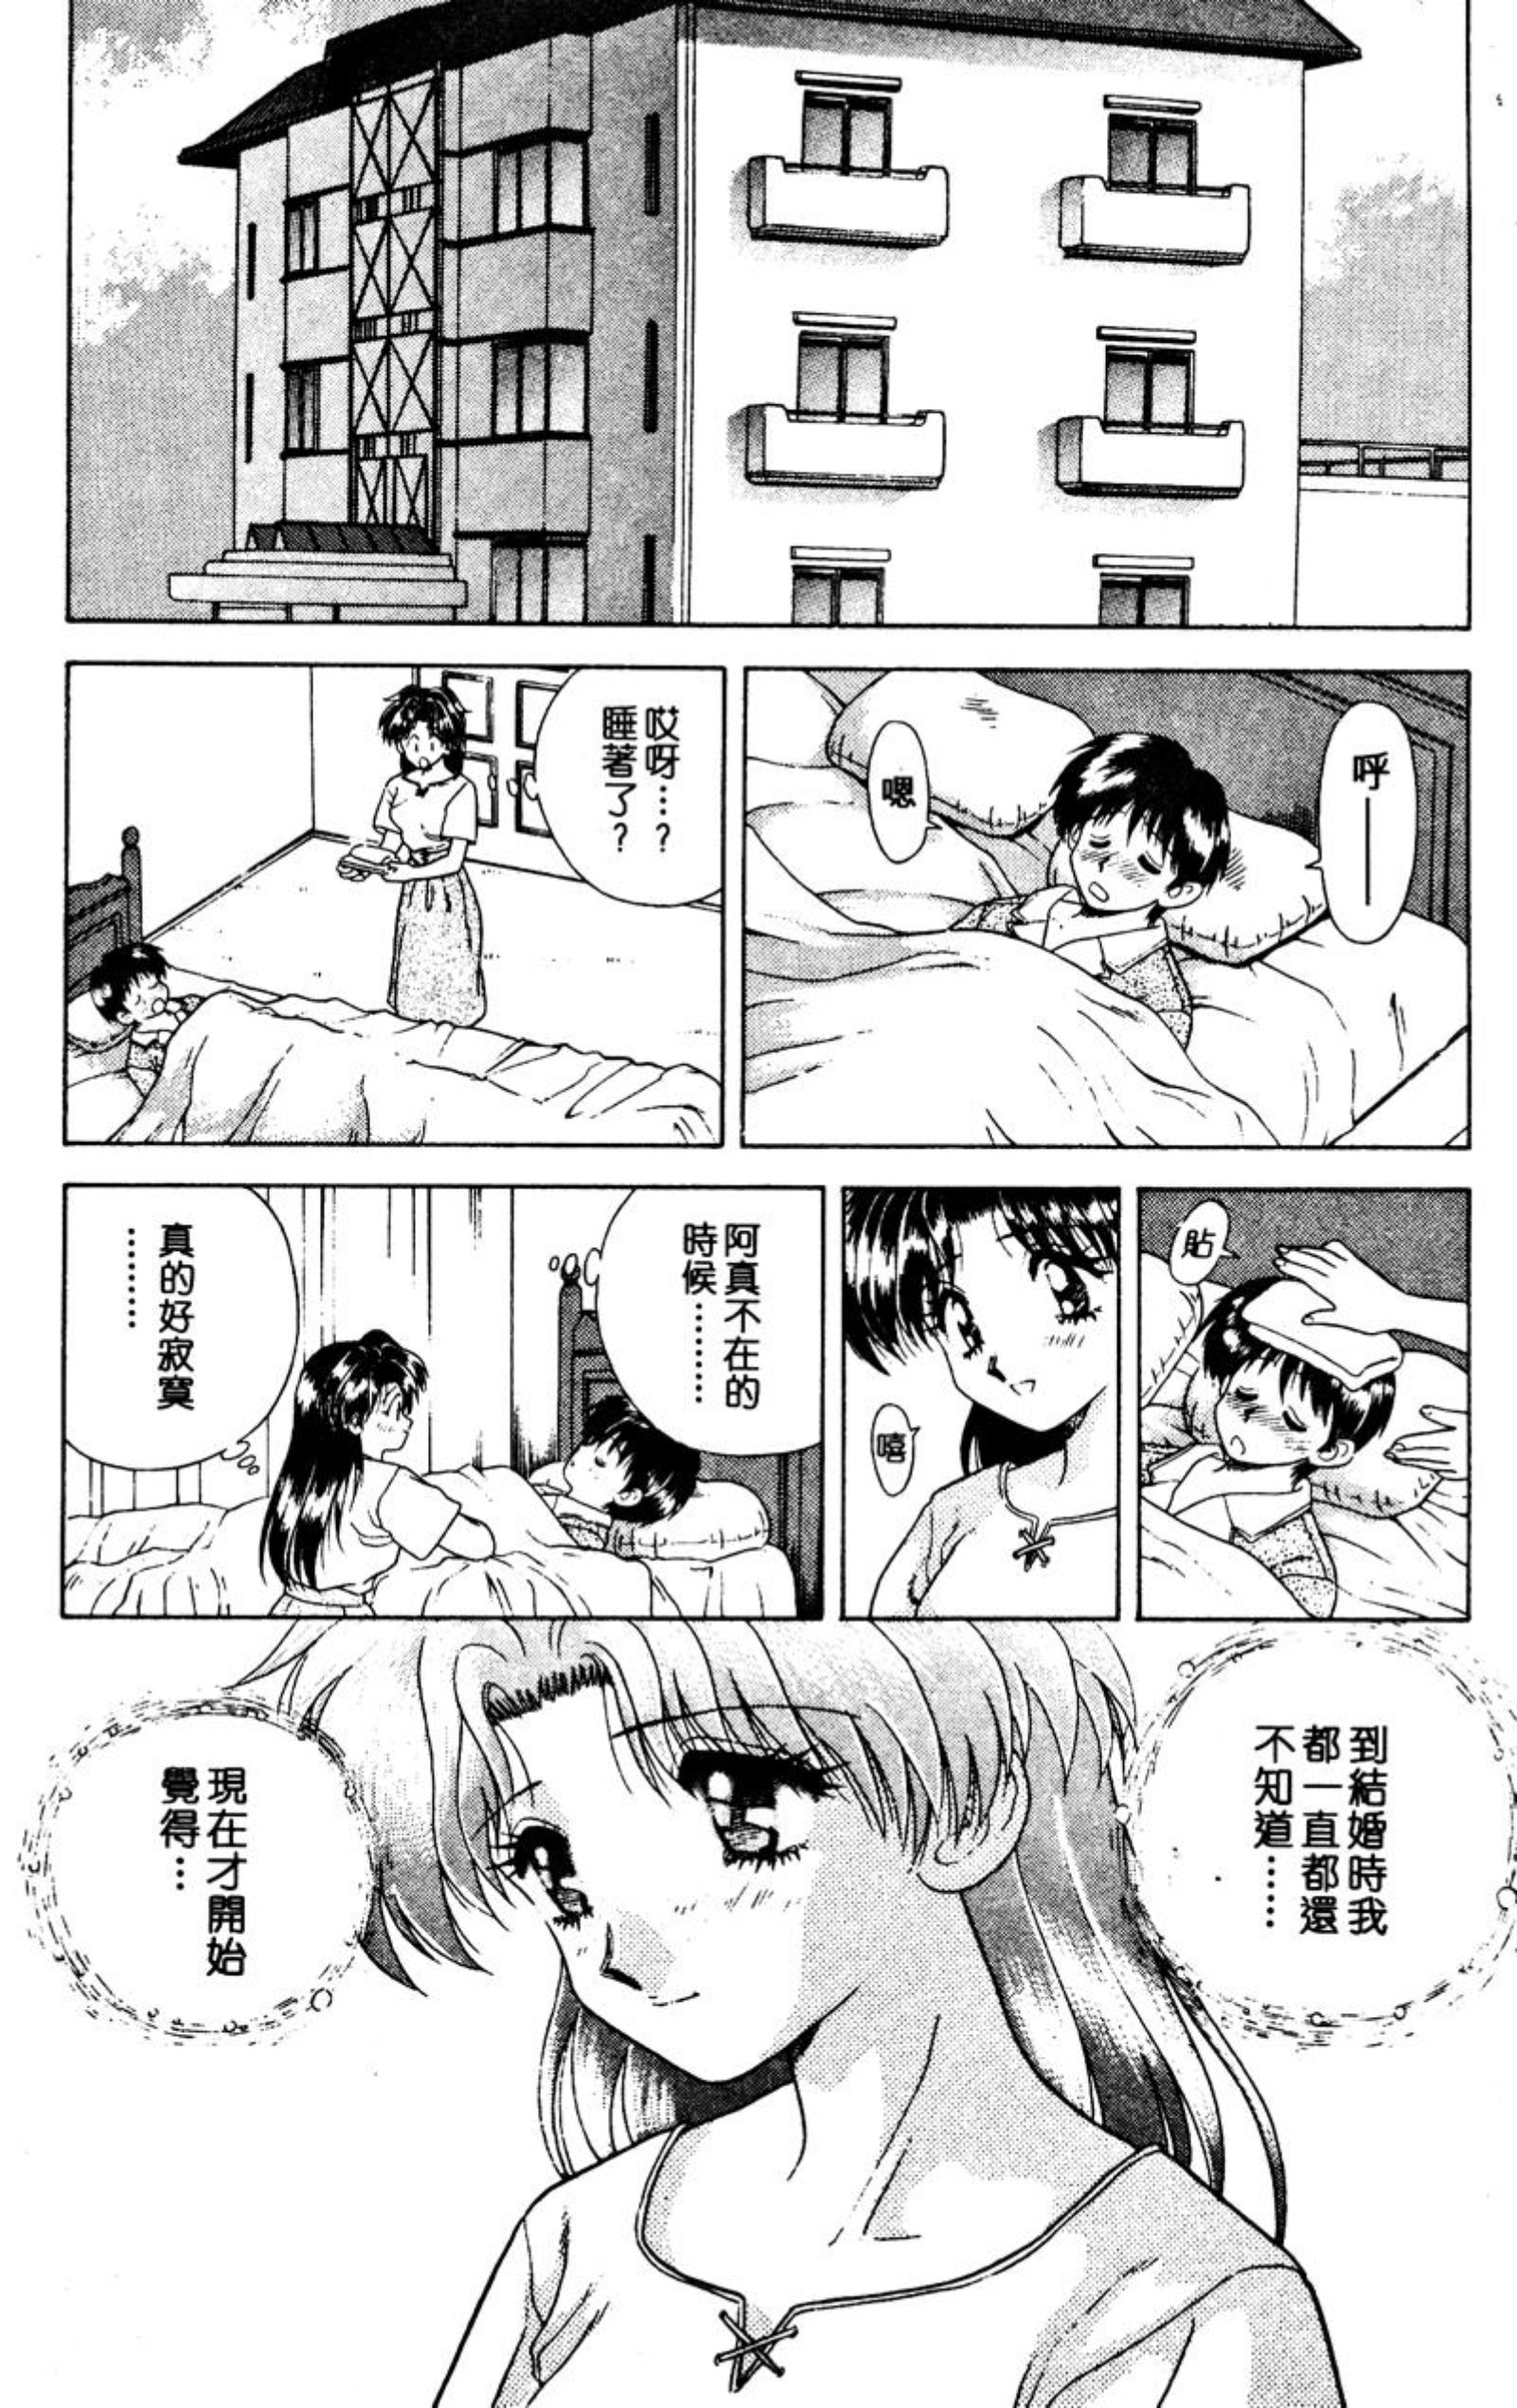 呼──
嗯
哎呀…？
睡著了？
貼
嘻
阿真不在的
時候………
真的好寂寞
………
到結婚時我
都一直都還
不知道……
現在才開始
覺得…